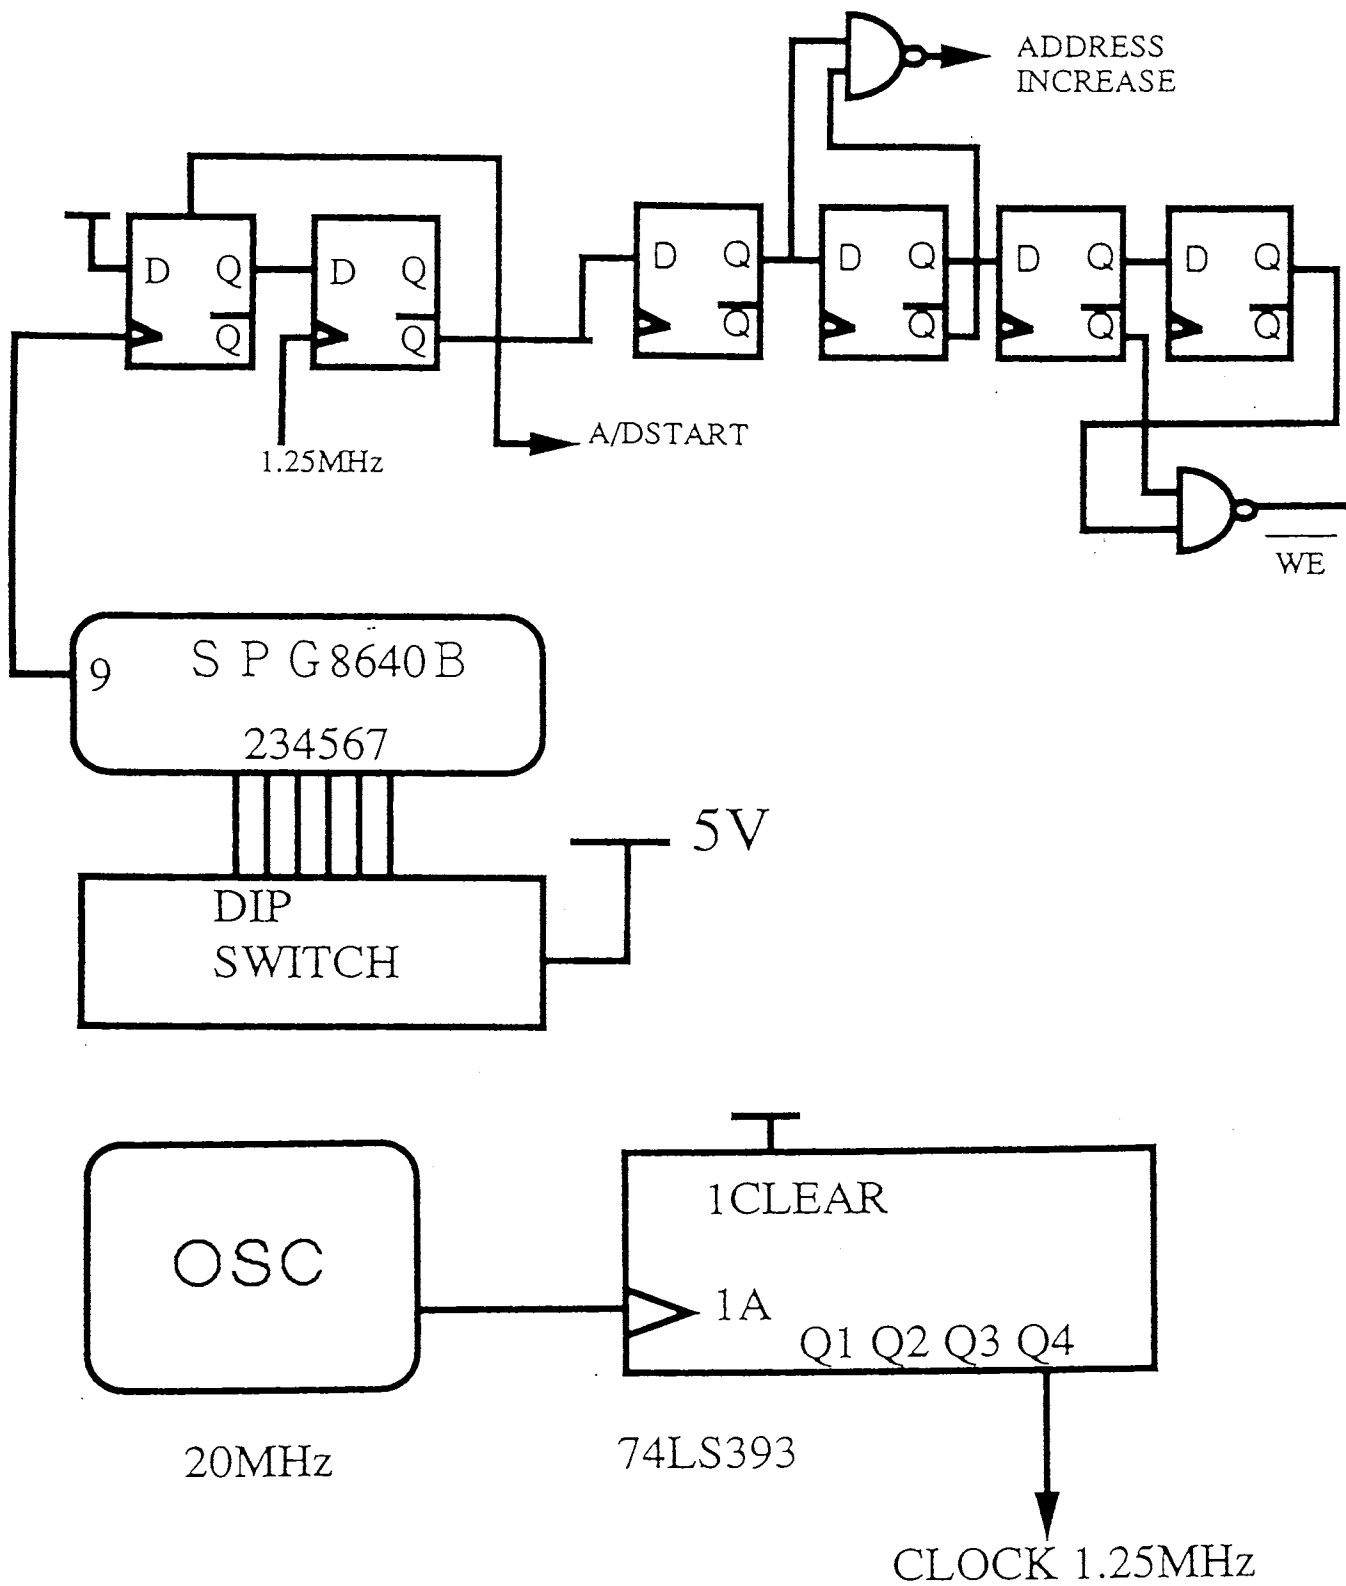 ADDRESS
INCREASE
D Q
Q
D Q
Q
D Q
Q
D Q
Q
D Q
Q
D Q
Q
1.25MHz
A/DSTART
WE
9
SPG8640B
234567
5V
DIP
SWITCH
OSC
1CLEAR
1A
Q1 Q2 Q3 Q4
20MHz
74LS393
CLOCK 1.25MHz